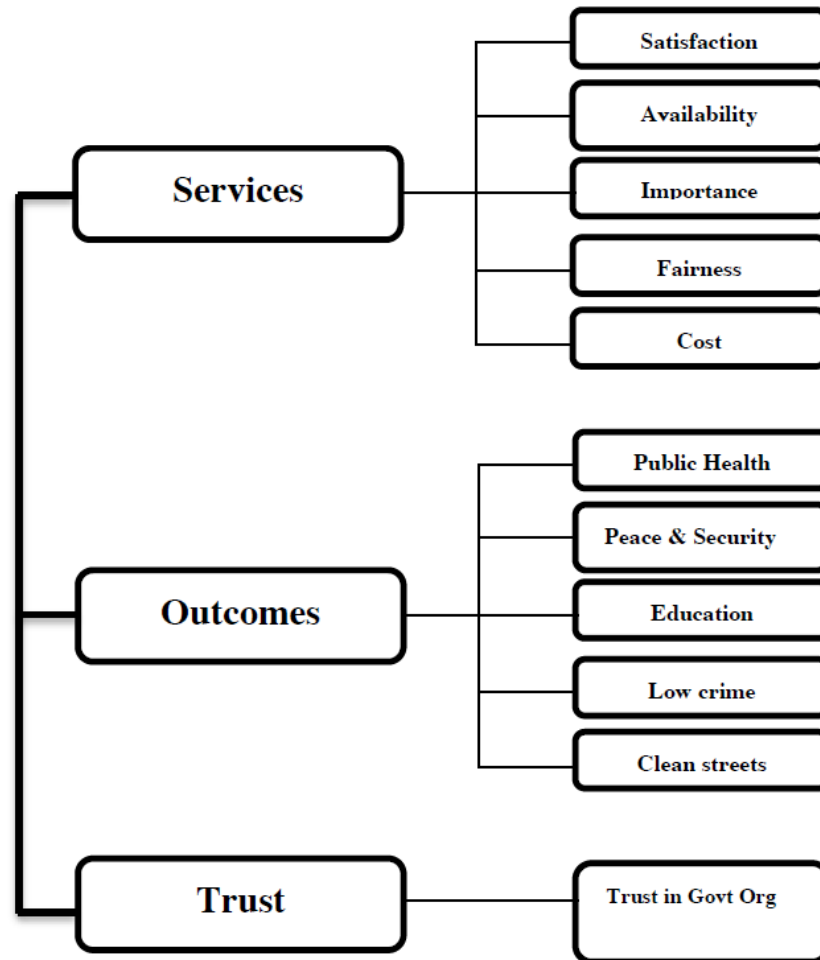 Services
Satisfaction
Availability
Importance
Fairness
Cost
Outcomes
Public Health
Peace & Security
Education
Low crime
Clean streets
Trust
Trust in Govt Org